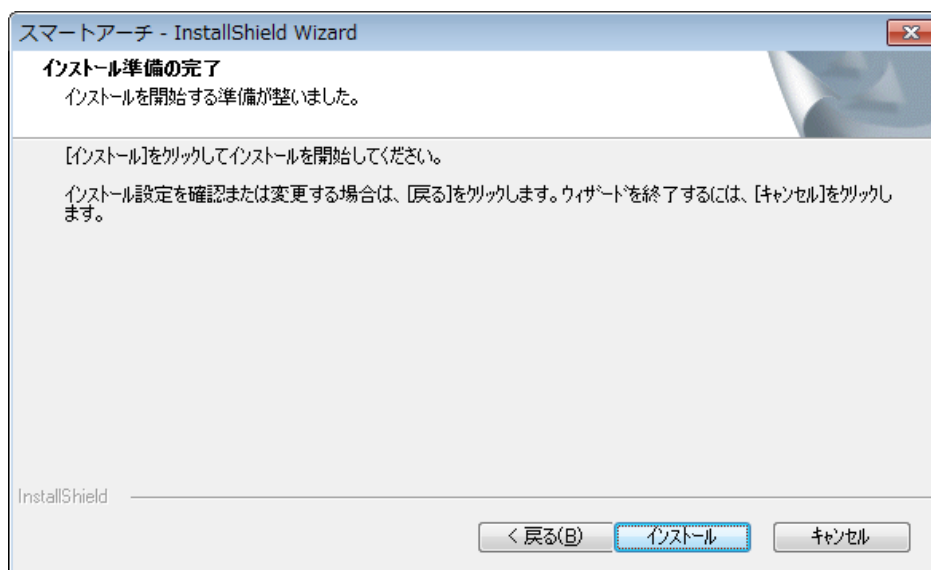 スマートアーチ - InstallShield Wizard
インストール準備の完了
インストールを開始する準備が整いました。
[インストール]をクリックしてインストールを開始してください。
インストール設定を確認または変更する場合は、[戻る]をクリックします。ウィザードを終了するには、[キャンセル]をクリックし
ます。
InstallShield
< 戻る(B)
インストール
キャンセル